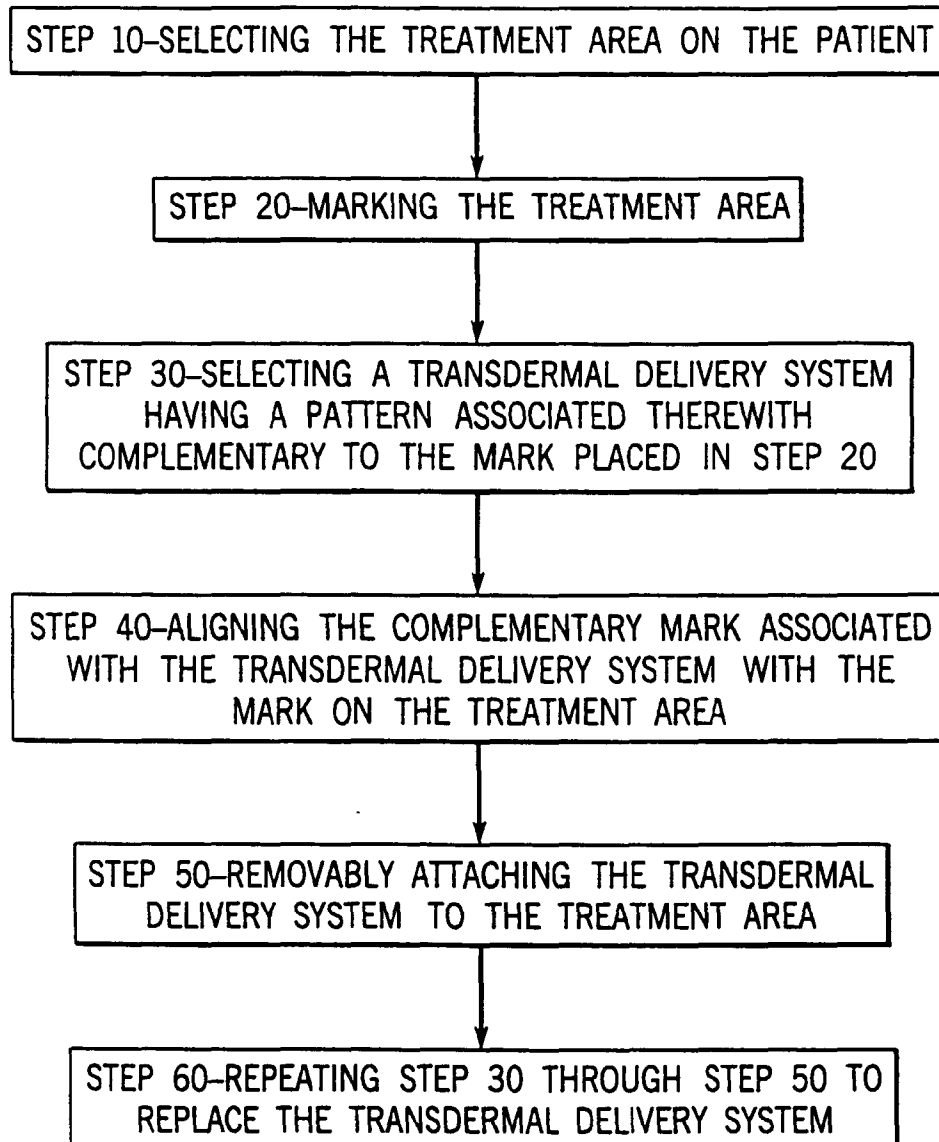 STEP 10–SELECTING THE TREATMENT AREA ON THE PATIENT
STEP 20–MARKING THE TREATMENT AREA
STEP 30–SELECTING A TRANSDERMAL DELIVERY SYSTEM
HAVING A PATTERN ASSOCIATED THEREWITH
COMPLEMENTARY TO THE MARK PLACED IN STEP 20
STEP 40–ALIGNING THE COMPLEMENTARY MARK ASSOCIATED
WITH THE TRANSDERMAL DELIVERY SYSTEM WITH THE
MARK ON THE TREATMENT AREA
STEP 50–REMOVABLY ATTACHING THE TRANSDERMAL
DELIVERY SYSTEM TO THE TREATMENT AREA
STEP 60–REPEATING STEP 30 THROUGH STEP 50 TO
REPLACE THE TRANSDERMAL DELIVERY SYSTEM